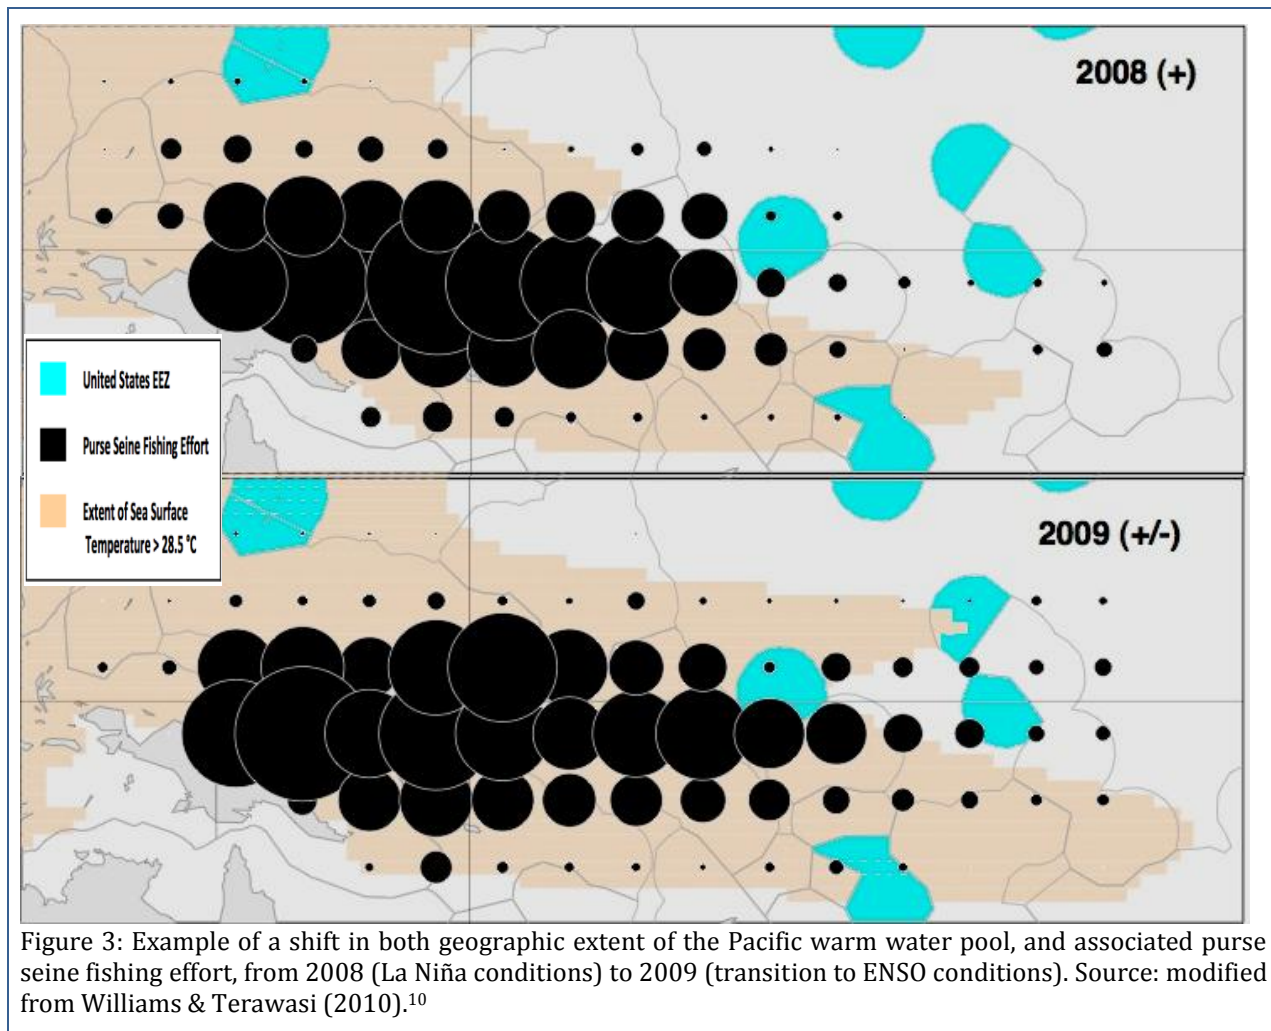 2008 (+)
United States EEZ
Purse Seine Fishing Effort
Extent of Sea Surface
Temperature > 28.5 °C
2009 (+/-)
Figure 3: Example of a shift in both geographic extent of the Pacific warm water pool, and associated purse
seine fishing effort, from 2008 (La Niña conditions) to 2009 (transition to ENSO conditions). Source: modified
from Williams & Terawasi (2010).¹⁰